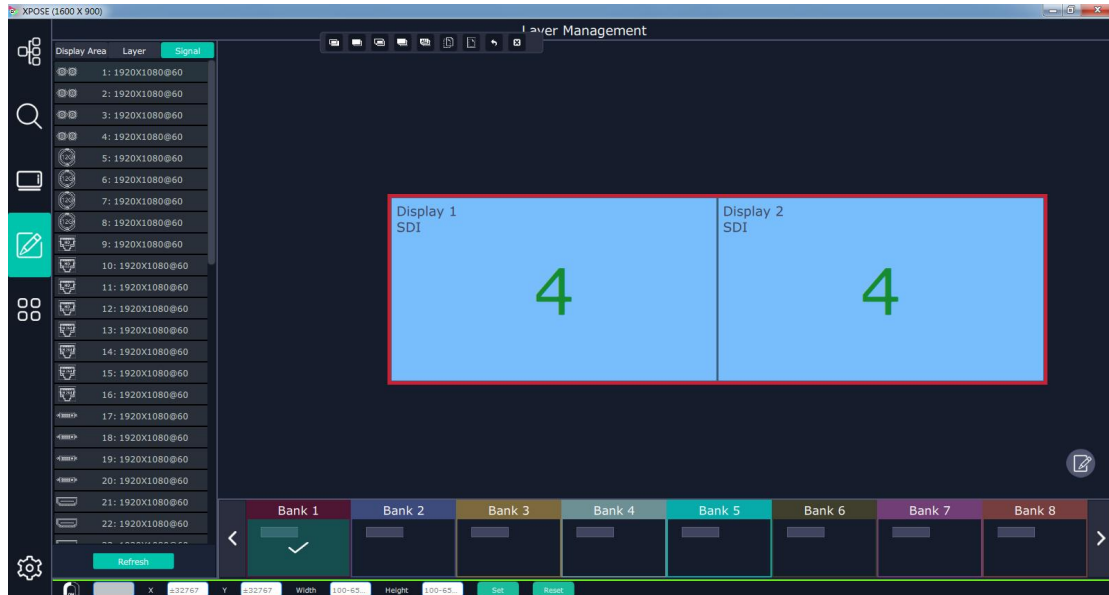 XPOSE (1600 X 900)
Layer Management
Display Area Layer Signal
1: 1920X1080@60
2: 1920X1080@60
3: 1920X1080@60
4: 1920X1080@60
5: 1920X1080@60
6: 1920X1080@60
7: 1920X1080@60
8: 1920X1080@60
9: 1920X1080@60
10: 1920X1080@60
11: 1920X1080@60
12: 1920X1080@60
13: 1920X1080@60
14: 1920X1080@60
15: 1920X1080@60
16: 1920X1080@60
17: 1920X1080@60
18: 1920X1080@60
19: 1920X1080@60
20: 1920X1080@60
21: 1920X1080@60
22: 1920X1080@60
Refresh
Display 1
SDI
4
Display 2
SDI
4
Bank 1 Bank 2 Bank 3 Bank 4 Bank 5 Bank 6 Bank 7 Bank 8
X ±32767 Y ±32767 Width 100-65... Height 100-65... Set Reset